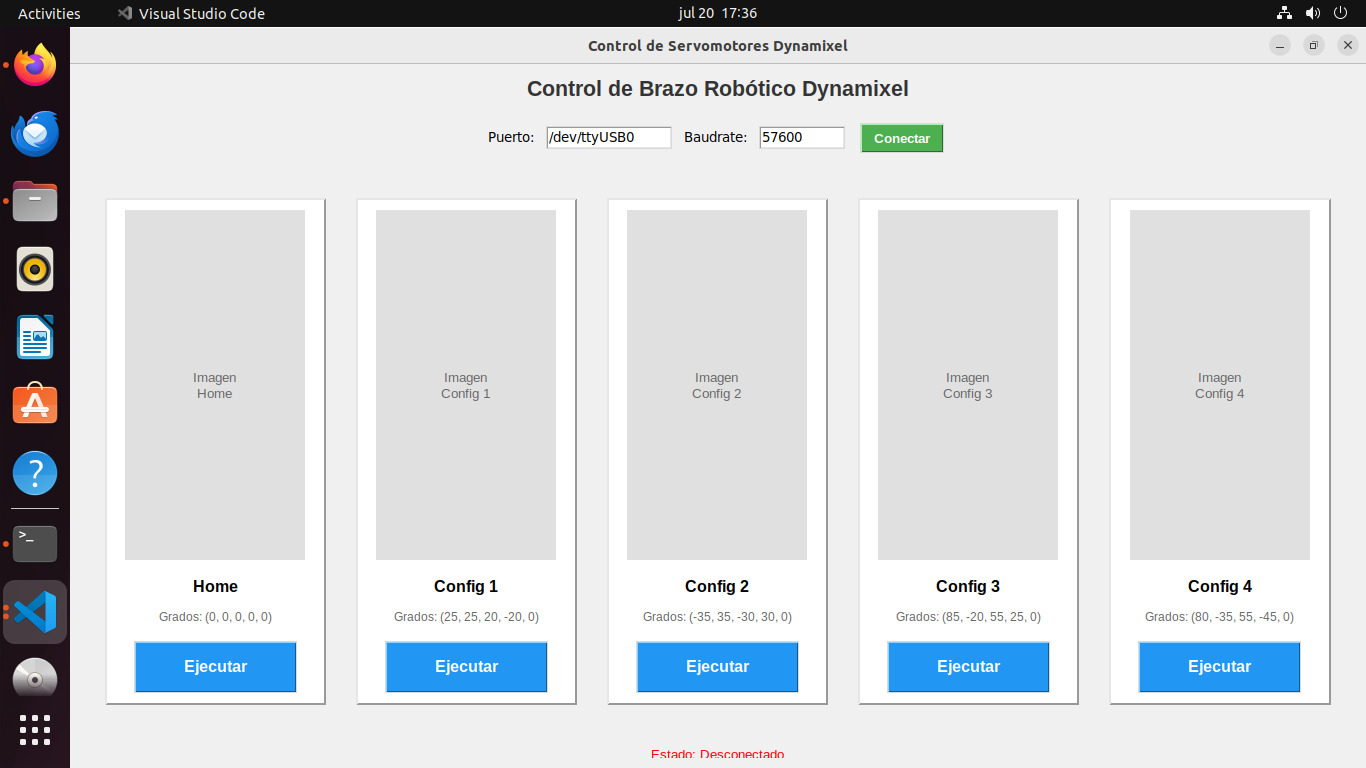 Activities Visual Studio Code jul 20 17:36
Control de Servomotores Dynamixel
Control de Brazo Robótico Dynamixel
Puerto: /dev/ttyUSB0 Baudrate: 57600 Conectar
Imagen
Home
Imagen
Config 1
Imagen
Config 2
Imagen
Config 3
Imagen
Config 4
Home
Grados: (0, 0, 0, 0, 0)
Ejecutar
Config 1
Grados: (25, 25, 20, -20, 0)
Ejecutar
Config 2
Grados: (-35, 35, -30, 30, 0)
Ejecutar
Config 3
Grados: (85, -20, 55, 25, 0)
Ejecutar
Config 4
Grados: (80, -35, 55, -45, 0)
Ejecutar
Estado: Desconectado